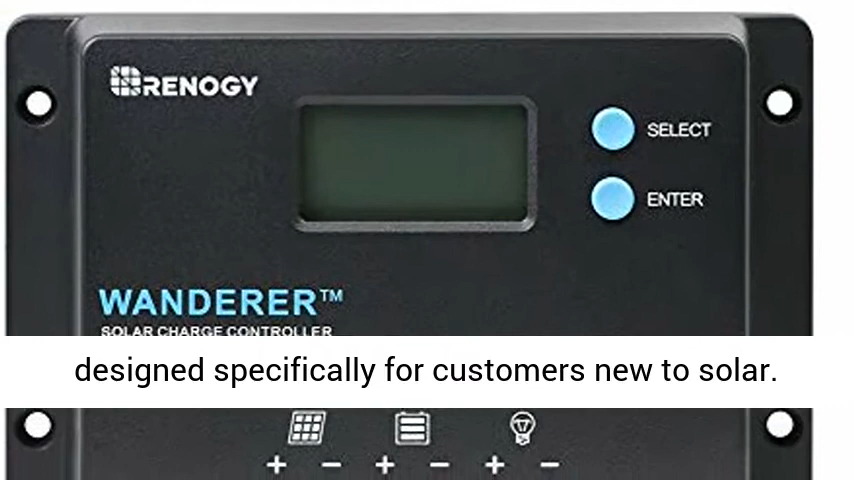 RENOGY
SELECT
ENTER
WANDERER™
SOLAR CHARGE CONTROLLER
designed specifically for customers new to solar.
+ − + − + −